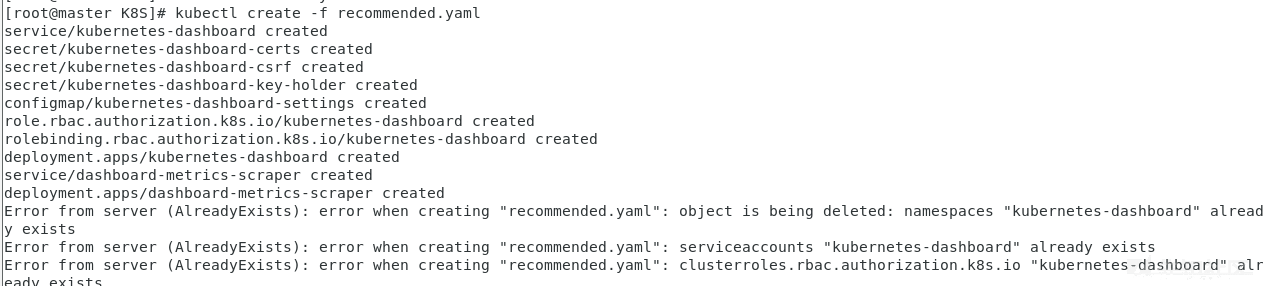 [root@master K8S]# kubectl create -f recommended.yaml
service/kubernetes-dashboard created
secret/kubernetes-dashboard-certs created
secret/kubernetes-dashboard-csrf created
secret/kubernetes-dashboard-key-holder created
configmap/kubernetes-dashboard-settings created
role.rbac.authorization.k8s.io/kubernetes-dashboard created
rolebinding.rbac.authorization.k8s.io/kubernetes-dashboard created
deployment.apps/kubernetes-dashboard created
service/dashboard-metrics-scraper created
deployment.apps/dashboard-metrics-scraper created
Error from server (AlreadyExists): error when creating "recommended.yaml": object is being deleted: namespaces "kubernetes-dashboard" alread
y exists
Error from server (AlreadyExists): error when creating "recommended.yaml": serviceaccounts "kubernetes-dashboard" already exists
Error from server (AlreadyExists): error when creating "recommended.yaml": clusterroles.rbac.authorization.k8s.io "kubernetes-dashboard" alr
eady exists